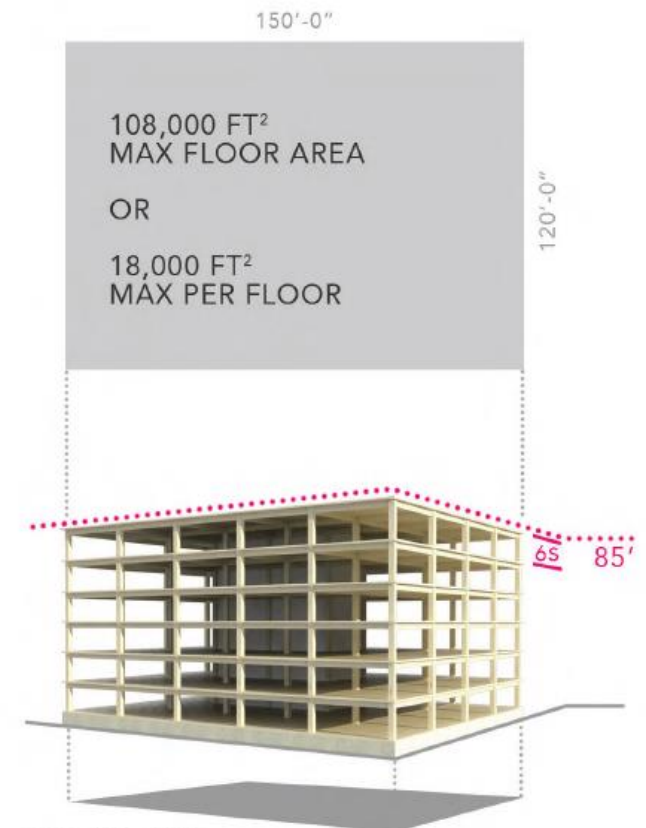 150'-0"
108,000 FT²
MAX FLOOR AREA
OR
120'-0"
18,000 FT²
MAX PER FLOOR
6S
85'